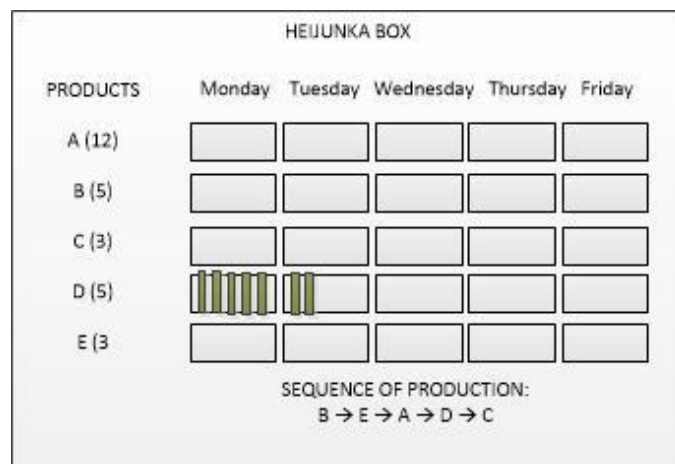 HEIJUNKA BOX
PRODUCTS Monday Tuesday Wednesday Thursday Friday
A (12)
B (5)
C (3)
D (5)
E (3
SEQUENCE OF PRODUCTION:
B → E → A → D → C